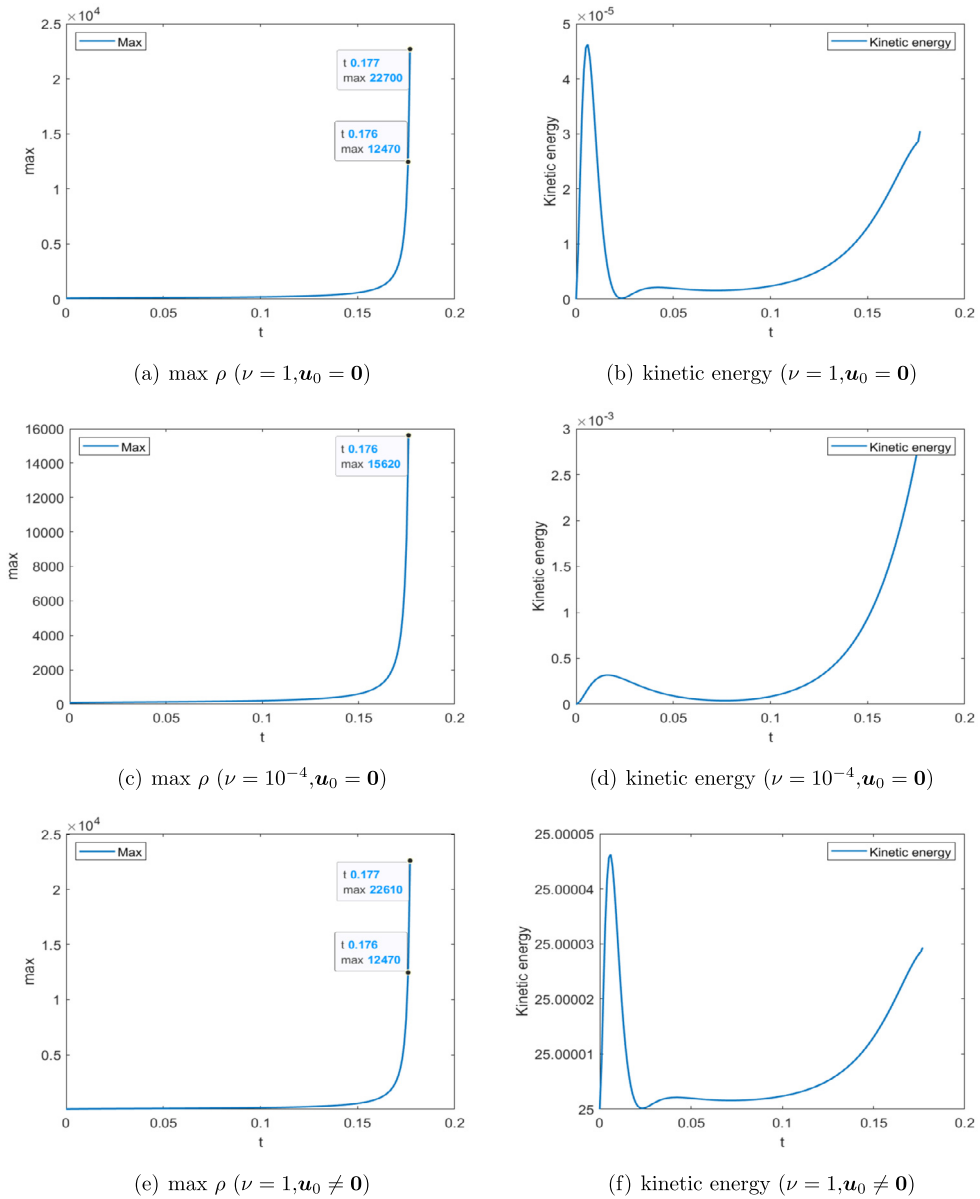 ×10⁴
2.5
2
1.5
1
0.5
0
max
Max
t 0.177
max 22700
t 0.176
max 12470
0 0.05 0.1 0.15 0.2
t
(a) max ρ (ν = 1,u₀ = 0)
×10⁻⁵
5
4
3
2
1
0
Kinetic energy
Kinetic energy
0 0.05 0.1 0.15 0.2
t
(b) kinetic energy (ν = 1,u₀ = 0)
16000
14000
12000
10000
8000
6000
4000
2000
0
max
Max
t 0.176
max 15620
0 0.05 0.1 0.15 0.2
t
(c) max ρ (ν = 10⁻⁴,u₀ = 0)
×10⁻³
3
2.5
2
1.5
1
0.5
0
Kinetic energy
Kinetic energy
0 0.05 0.1 0.15 0.2
t
(d) kinetic energy (ν = 10⁻⁴,u₀ = 0)
×10⁴
2.5
2
1.5
1
0.5
max
Max
t 0.177
max 22610
t 0.176
max 12470
0 0.05 0.1 0.15 0.2
t
(e) max ρ (ν = 1,u₀ ≠ 0)
25.00005
25.00004
25.00003
25.00002
25.00001
25
Kinetic energy
Kinetic energy
0 0.05 0.1 0.15 0.2
t
(f) kinetic energy (ν = 1,u₀ ≠ 0)